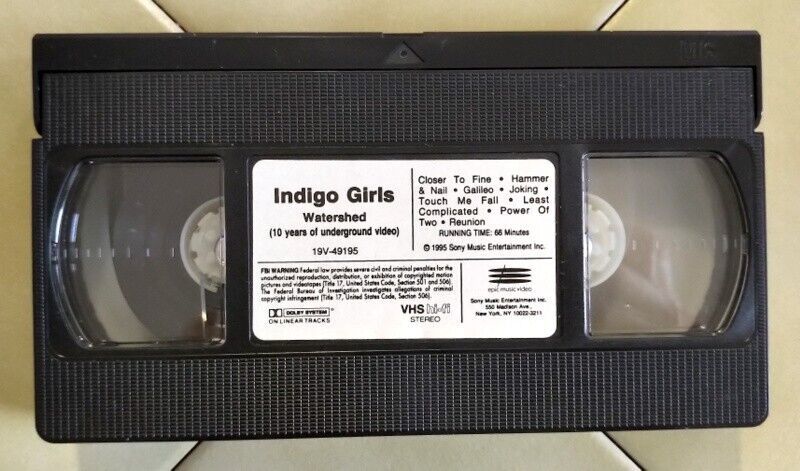 VHS
Indigo Girls
Watershed
(10 years of underground video)
19V-49195
Closer To Fine • Hammer
& Nail • Galileo • Joking •
Touch Me Fall • Least
Complicated • Power Of
Two • Reunion
RUNNING TIME: 66 Minutes
© 1995 Sony Music Entertainment Inc.
FBI WARNING Federal law provides severe civil and criminal penalties for the
unauthorized reproduction, distribution, or exhibition of copyrighted motion
pictures and videotapes (Title 17, United States Code, Section 501 and 506).
The Federal Bureau of Investigation investigates allegations of criminal
copyright infringement (Title 17, United States Code, Section 506).
DOLBY SYSTEM®
ON LINEAR TRACKS
VHS hi-fi
STEREO
epic music video
Sony Music Entertainment Inc.
550 Madison Ave.,
New York, NY 10022-3211